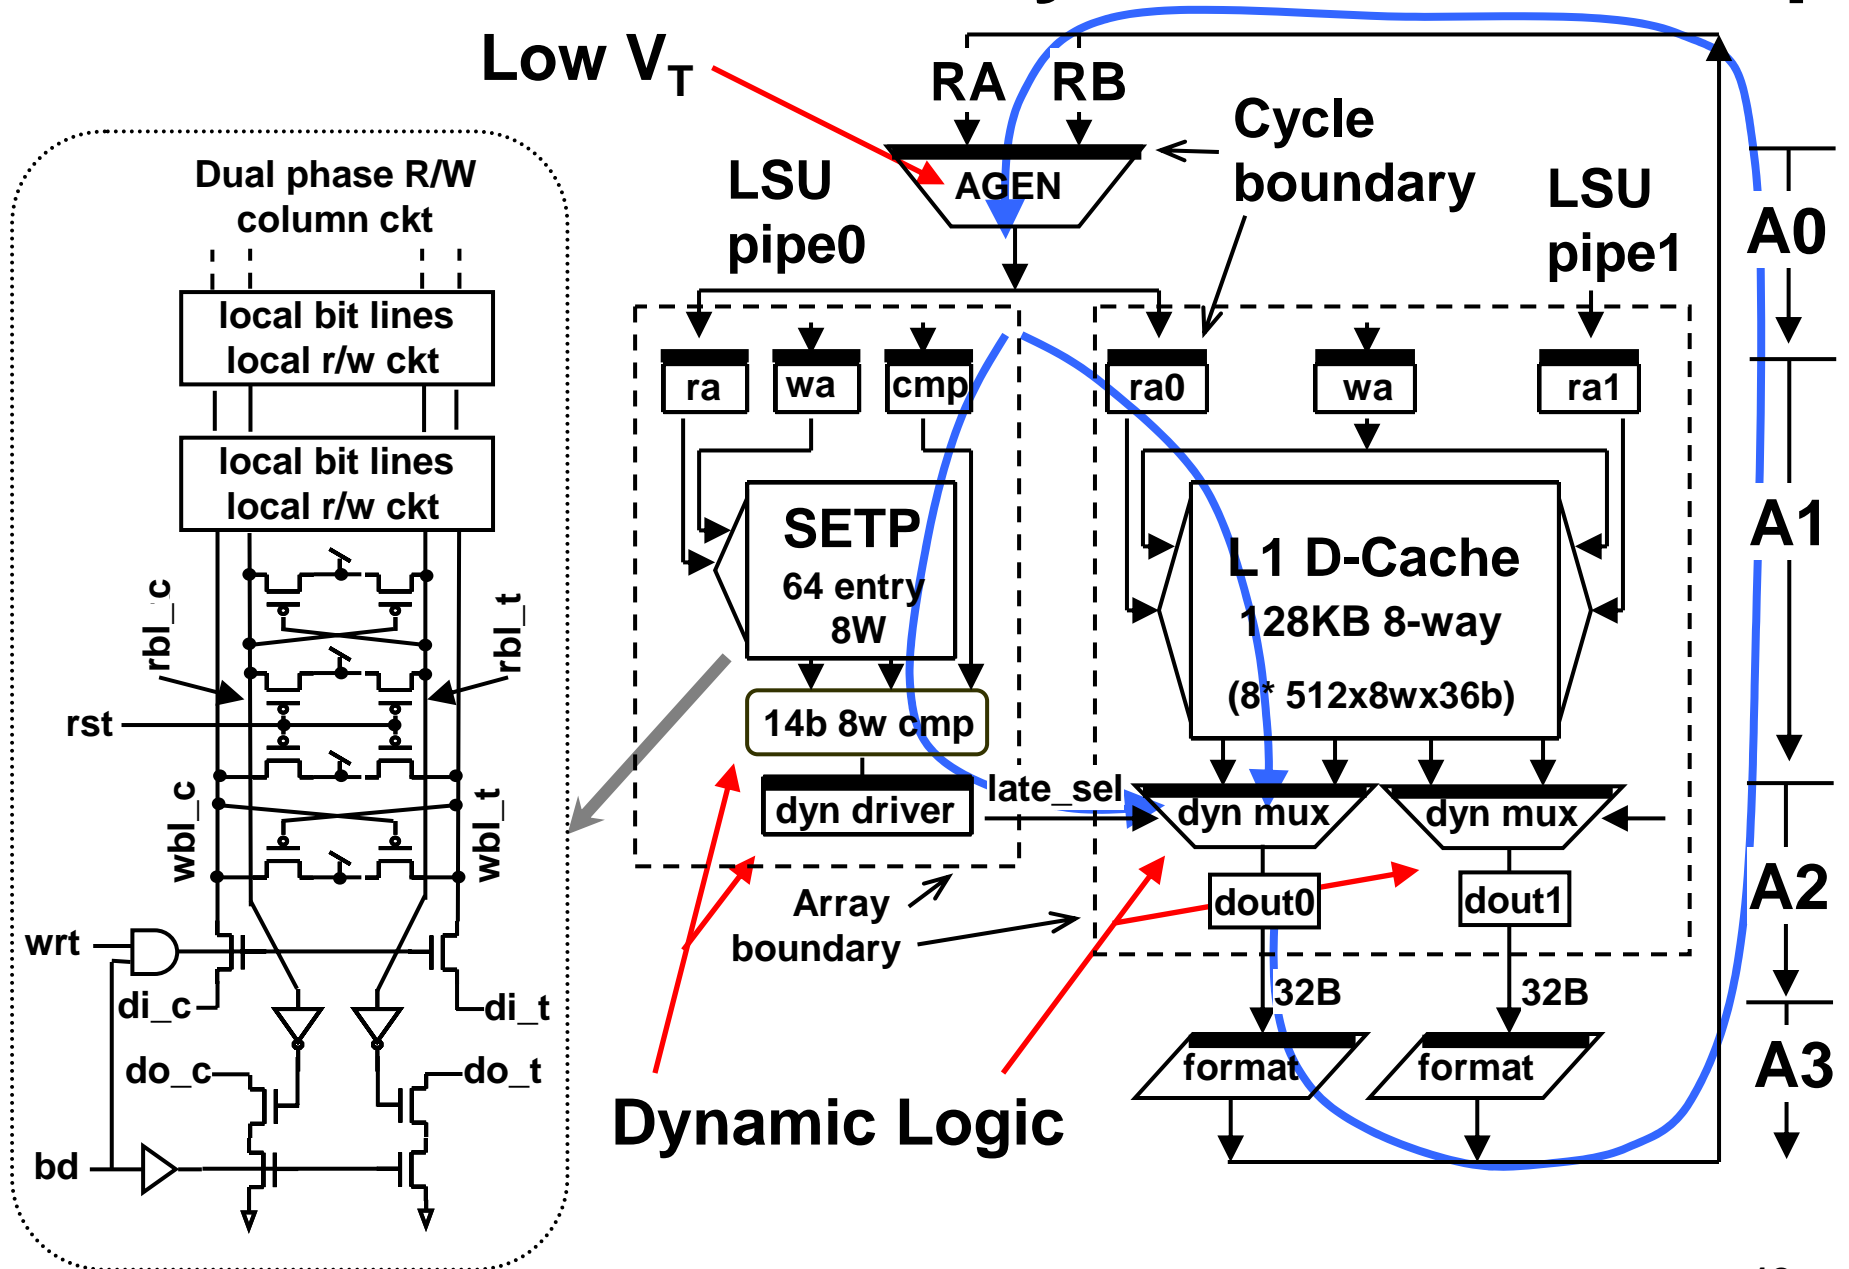 Low VT
RA RB
Cycle
boundary
AGEN
LSU
pipe0
LSU
pipe1
A0
Dual phase R/W
column ckt
local bit lines
local r/w ckt
local bit lines
local r/w ckt
rbl_c
rbl_t
rst
wbl_c
wbl_t
wrt
di_c
di_t
do_c
do_t
bd
ra
wa
cmp
SETP
64 entry
8W
14b 8w cmp
dyn driver
late_sel
ra0
wa
ra1
L1 D-Cache
128KB 8-way
(8* 512x8wx36b)
dyn mux
dyn mux
A1
Array
boundary
dout0
dout1
A2
32B
32B
format
format
A3
Dynamic Logic